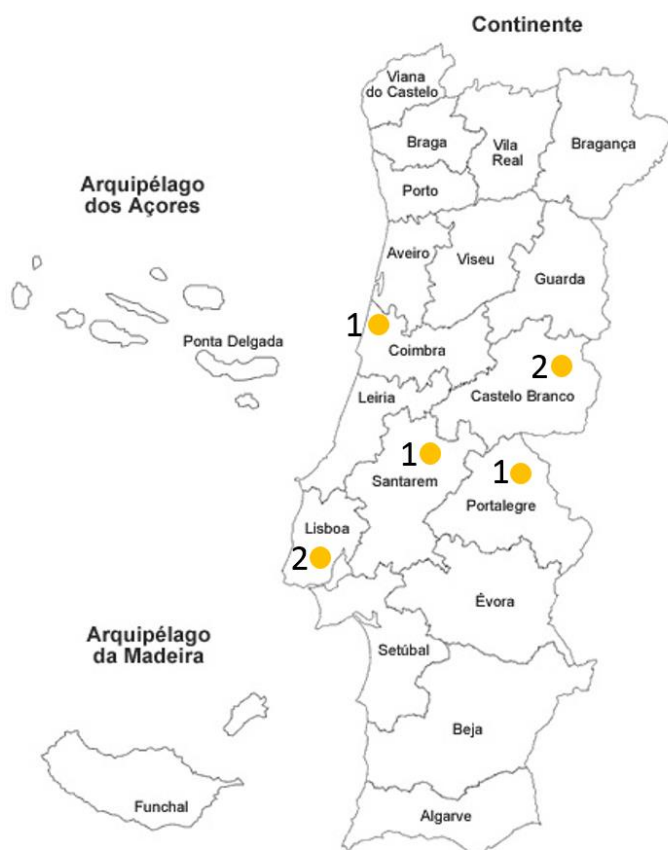 Continente
Viana
do Castelo
Braga
Vila
Real
Bragança
Porto
Arquipélago
dos Açores
Aveiro
Viseu
Guarda
1
Ponta Delgada
Coimbra
2
Leiria
Castelo Branco
1
Santarem
1
Portalegre
Lisboa
2
Évora
Arquipélago
da Madeira
Setúbal
Beja
Funchal
Algarve